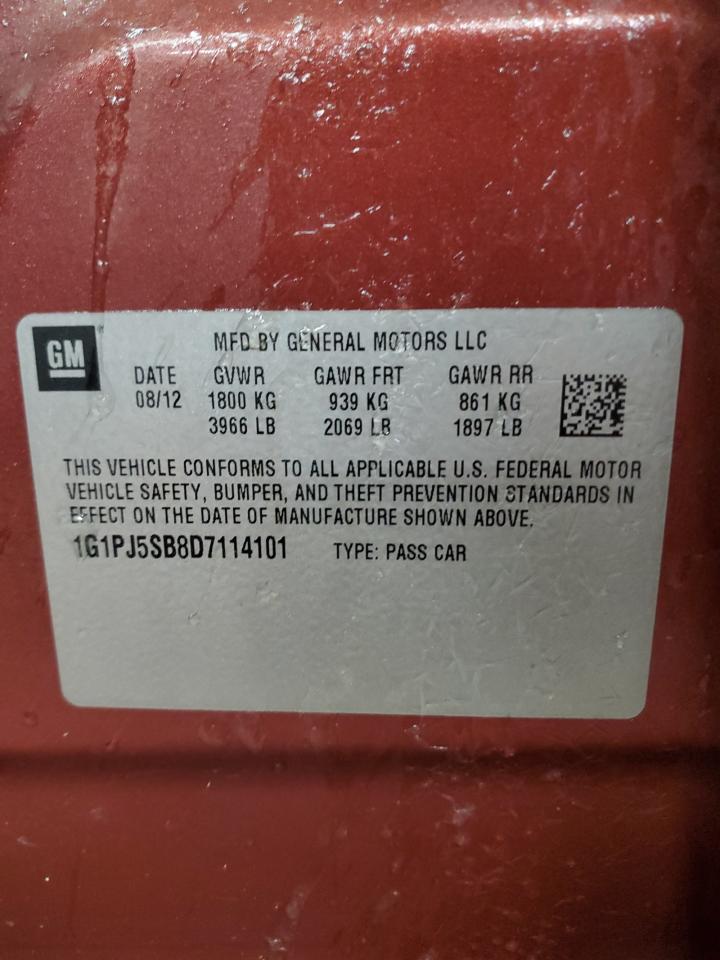 GM
MFD BY GENERAL MOTORS LLC
DATE GVWR GAWR FRT GAWR RR
08/12 1800 KG 939 KG 861 KG
3966 LB 2069 LB 1897 LB
THIS VEHICLE CONFORMS TO ALL APPLICABLE U.S. FEDERAL MOTOR
VEHICLE SAFETY, BUMPER, AND THEFT PREVENTION STANDARDS IN
EFFECT ON THE DATE OF MANUFACTURE SHOWN ABOVE.
1G1PJ5SB8D7114101 TYPE: PASS CAR